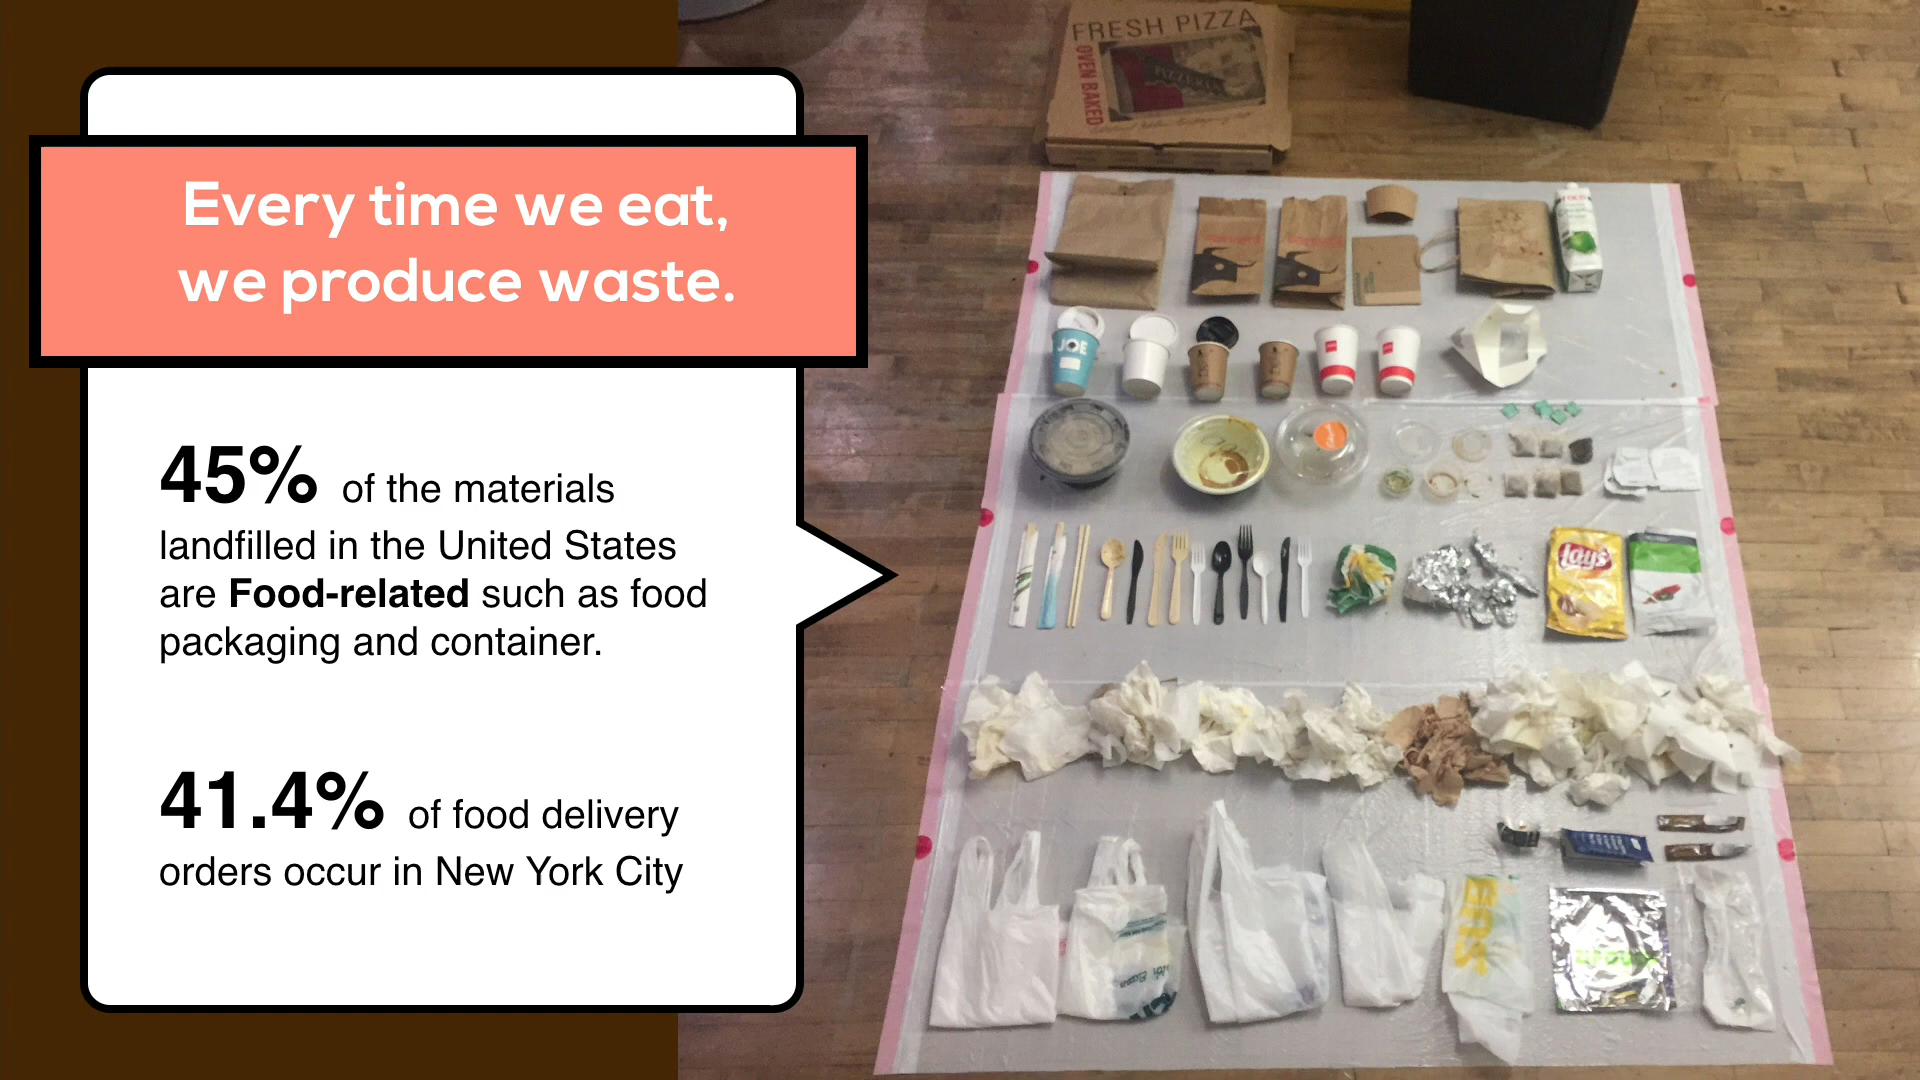 Every time we eat,
we produce waste.
45% of the materials
landfilled in the United States
are Food-related such as food
packaging and container.
41.4% of food delivery
orders occur in New York City
FRESH PIZZA
OVEN BAKED
JOE
Lay's